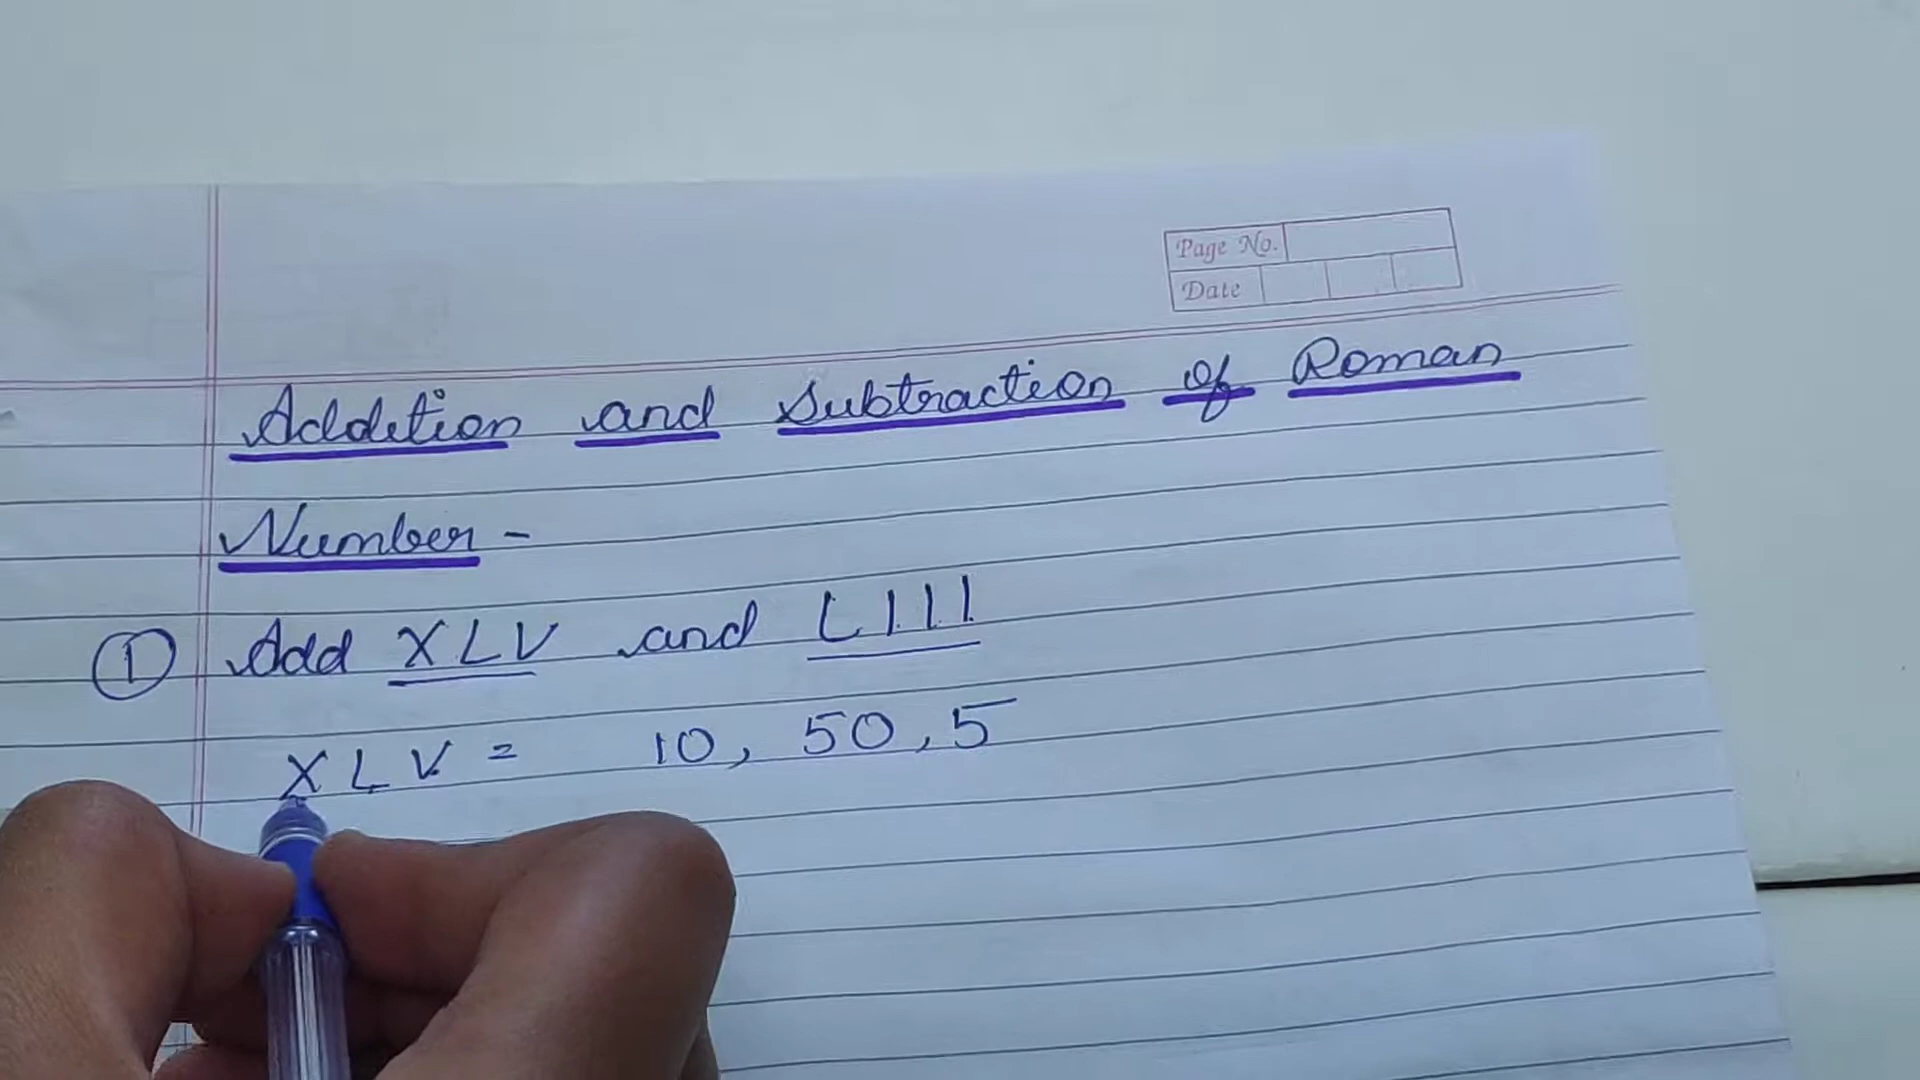 Page No.
Date
Addition and Subtraction of Roman
Number -
① Add XLV and LIII
XLV = 10, 50, 5